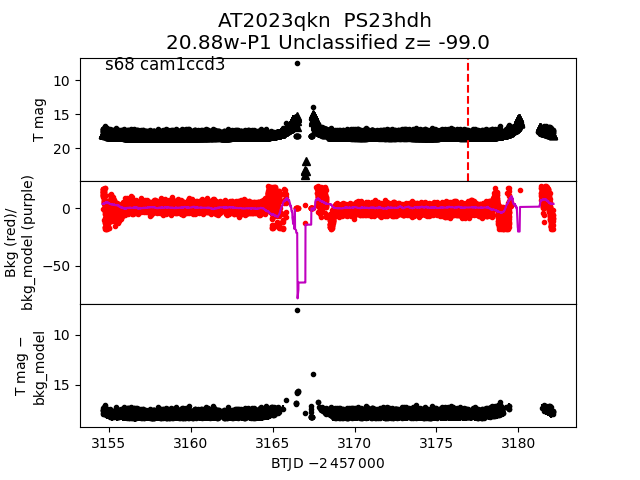 AT2023qkn  PS23hdh
20.88w-P1 Unclassified z= -99.0
s68 cam1ccd3
10
15
20
T mag
0
−50
Bkg (red)/
bkg_model (purple)
10
15
T mag −
bkg_model
3155 3160 3165 3170 3175 3180
BTJD −2 457 000